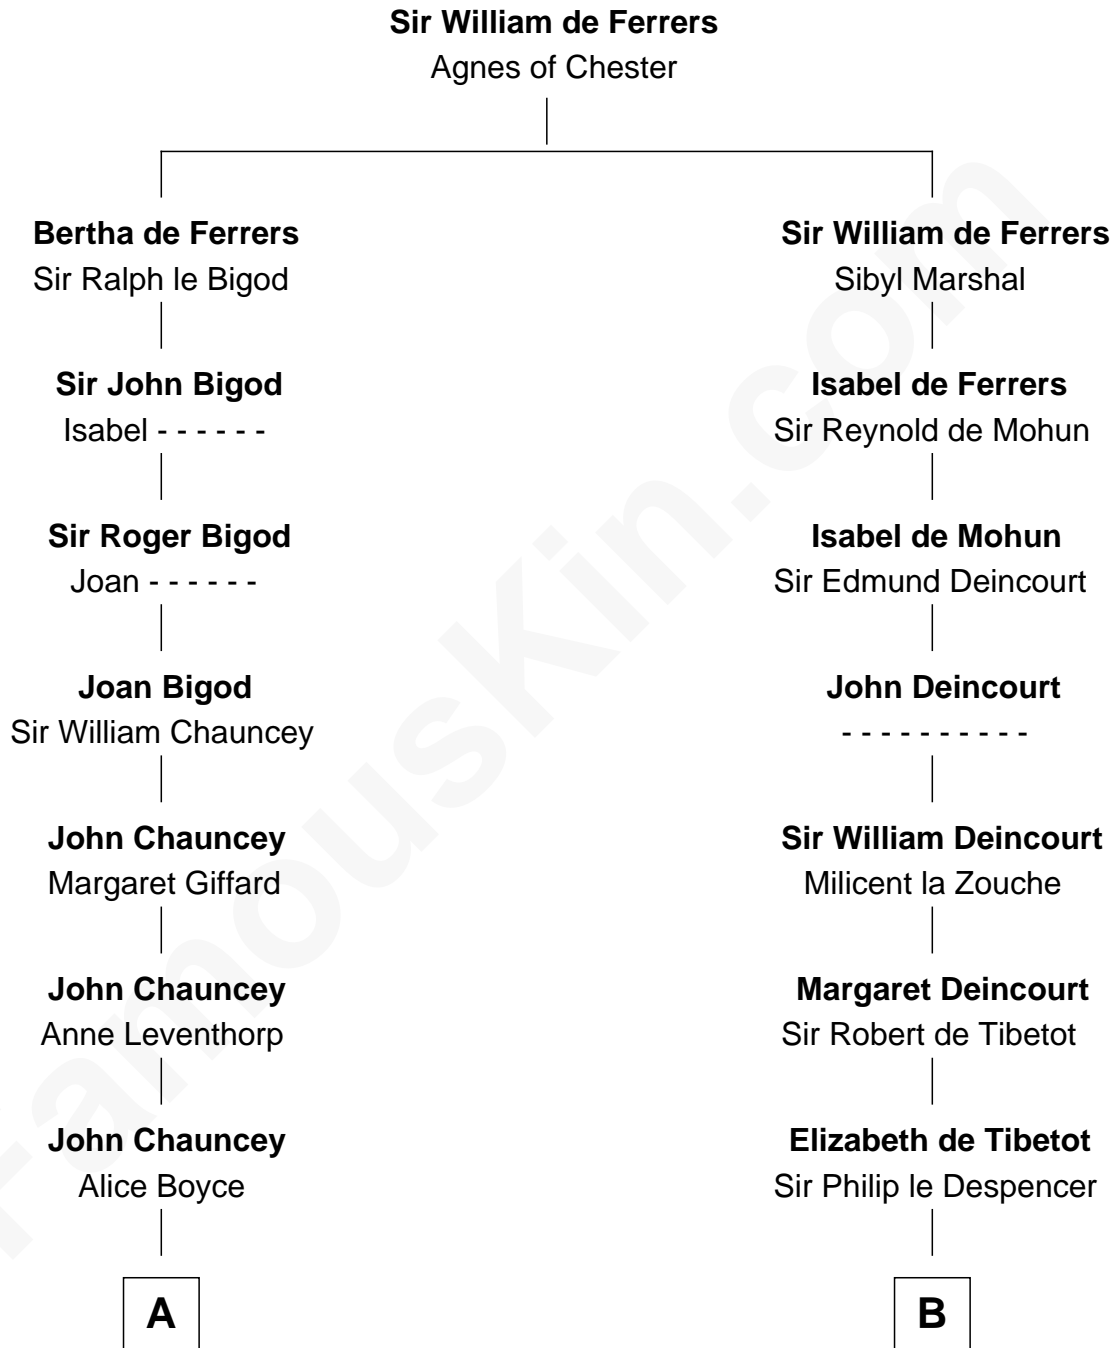 Sir William de Ferrers
Agnes of Chester
Bertha de Ferrers
Sir Ralph le Bigod
Sir John Bigod
Isabel - - - - - -
Sir Roger Bigod
Joan - - - - - -
Joan Bigod
Sir William Chauncey
John Chauncey
Margaret Giffard
John Chauncey
Anne Leventhorp
John Chauncey
Alice Boyce
A
Sir William de Ferrers
Sibyl Marshal
Isabel de Ferrers
Sir Reynold de Mohun
Isabel de Mohun
Sir Edmund Deincourt
John Deincourt
- - - - - - - - - -
Sir William Deincourt
Milicent la Zouche
Margaret Deincourt
Sir Robert de Tibetot
Elizabeth de Tibetot
Sir Philip le Despencer
B
FamousKin.com